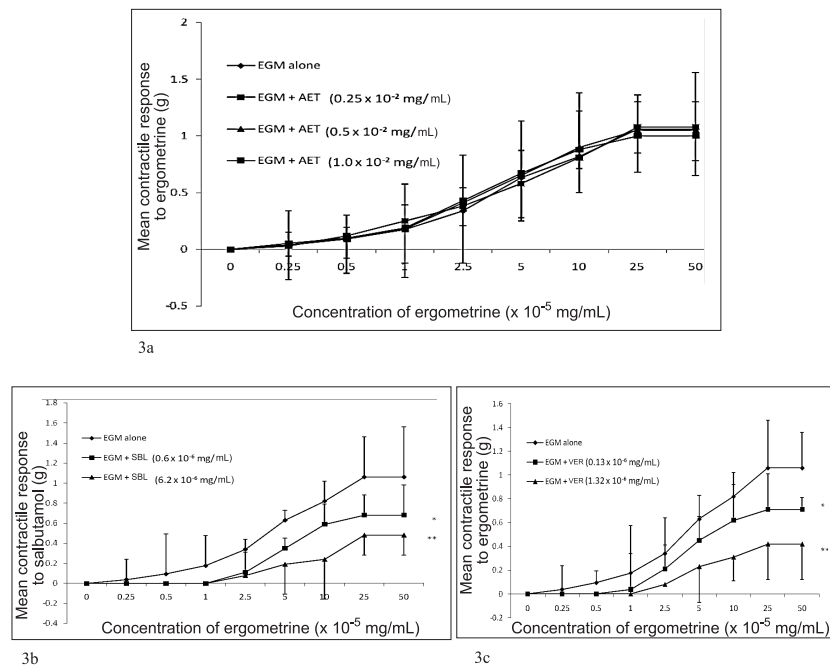 2
1.5
1
0.5
0
-0.5
Mean contractile response
to ergometrine (g)
EGM alone
EGM + AET (0.25 x 10-2 mg/mL)
EGM + AET (0.5 x 10-2 mg/mL)
EGM + AET (1.0 x 10-2 mg/mL)
0 0.25 0.5 1 2.5 5 10 25 50
Concentration of ergometrine (x 10-5 mg/mL)
3a
1.8
1.6
1.4
1.2
1.0
0.8
0.6
0.4
0.2
0.0
-0.2
-0.4
Mean contractile response
to salbutamol (g)
EGM alone
EGM + SBL (0.6 x 10-6 mg/mL)
EGM + SBL (6.2 x 10-6 mg/mL)
*
**
0 0.25 0.5 1 2.5 5 10 25 50
Concentration of ergometrine (x 10-5 mg/mL)
3b
1.6
1.4
1.2
1
0.8
0.6
0.4
0.2
0
-0.2
Mean contractile response
to ergometrine (g)
EGM alone
EGM + VER (0.13 x 10-6 mg/mL)
EGM + VER (1.32 x 10-6 mg/mL)
*
**
0 0.25 0.5 1 2.5 5 10 25 50
Concentration of ergometrine (x 10-5 mg/mL)
3c